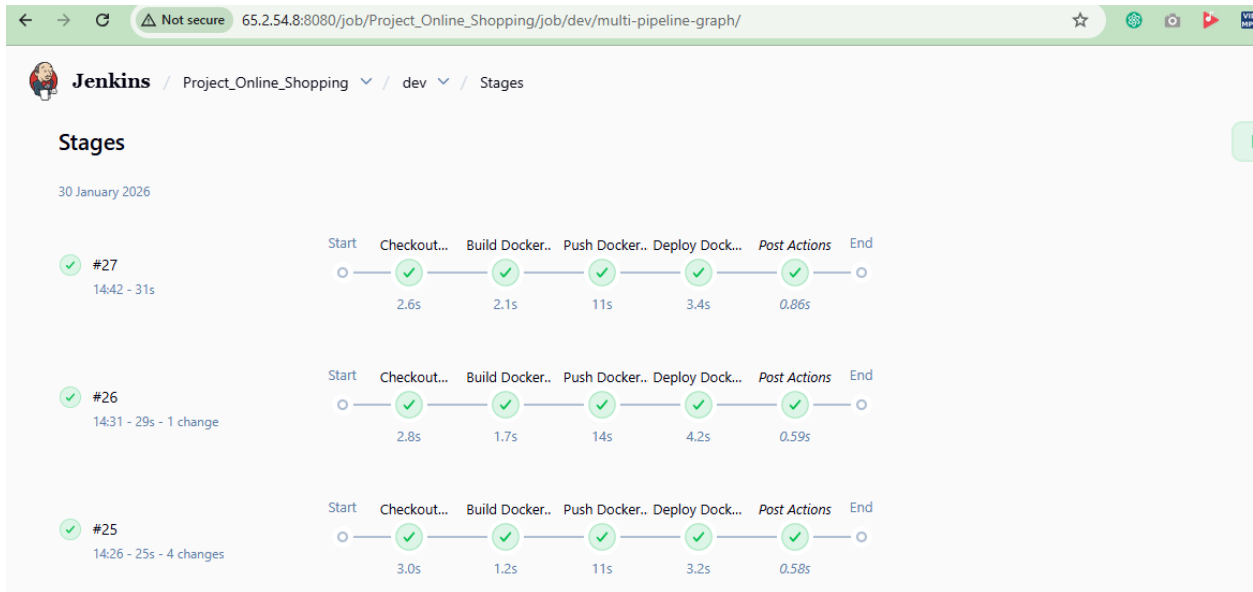 Not secure 65.2.54.8:8080/job/Project_Online_Shopping/job/dev/multi-pipeline-graph/
Jenkins / Project_Online_Shopping / dev / Stages
Stages
30 January 2026
Start Checkout... Build Docker.. Push Docker.. Deploy Dock... Post Actions End
#27
14:42 - 31s
2.6s 2.1s 11s 3.4s 0.86s
Start Checkout... Build Docker.. Push Docker.. Deploy Dock... Post Actions End
#26
14:31 - 29s - 1 change
2.8s 1.7s 14s 4.2s 0.59s
Start Checkout... Build Docker.. Push Docker.. Deploy Dock... Post Actions End
#25
14:26 - 25s - 4 changes
3.0s 1.2s 11s 3.2s 0.58s